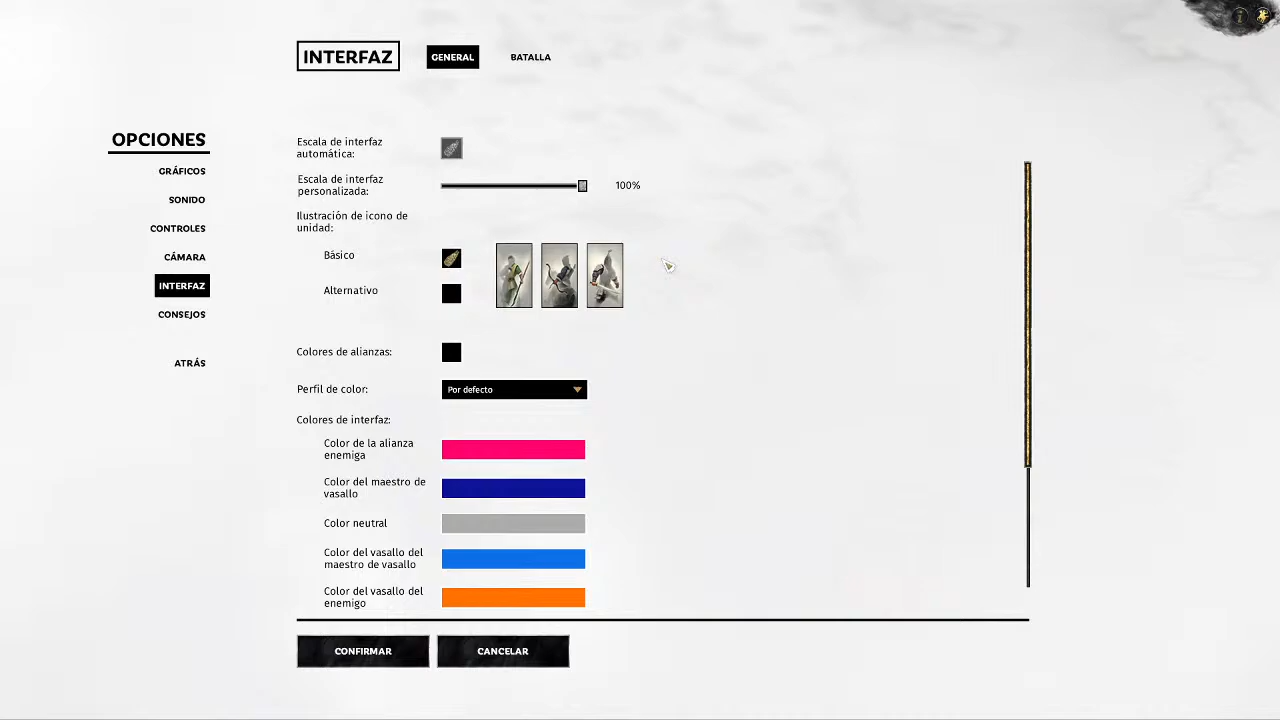 INTERFAZ
GENERAL
BATALLA
OPCIONES
GRÁFICOS
SONIDO
CONTROLES
CÁMARA
INTERFAZ
CONSEJOS
ATRÁS
Escala de interfaz
automática:
Escala de interfaz
personalizada:
100%
Ilustración de icono de
unidad:
Básico
Alternativo
Colores de alianzas:
Perfil de color:
Por defecto
Colores de interfaz:
Color de la alianza
enemiga
Color del maestro de
vasallo
Color neutral
Color del vasallo del
maestro de vasallo
Color del vasallo del
enemigo
CONFIRMAR
CANCELAR